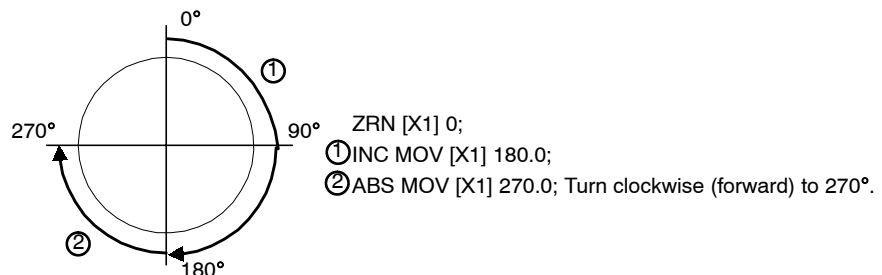 0°
①
270°
90°
ZRN [X1] 0;
①INC MOV [X1] 180.0;
②ABS MOV [X1] 270.0; Turn clockwise (forward) to 270°.
②
180°